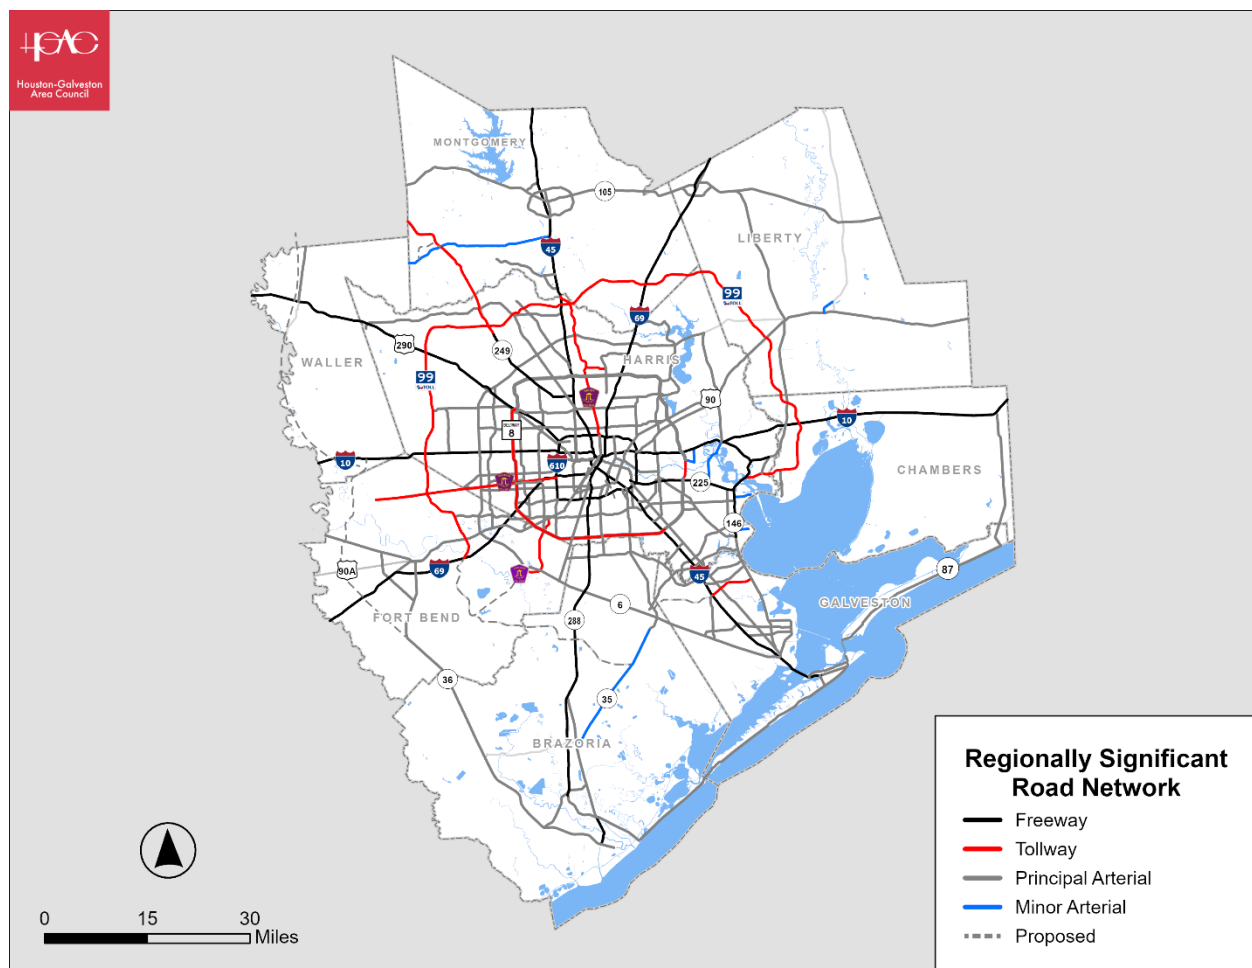 HGAC
Houston-Galveston
Area Council
MONTGOMERY
105
45
LIBERTY
99
69
290
249
HARRIS
WALLER
99
90
10
BELTWAY
8
10
610
CHAMBERS
225
146
90A
69
45
87
6
GALVESTON
FORT BEND
288
36
35
BRAZORIA
Regionally Significant
Road Network
Freeway
Tollway
Principal Arterial
Minor Arterial
Proposed
0 15 30
Miles